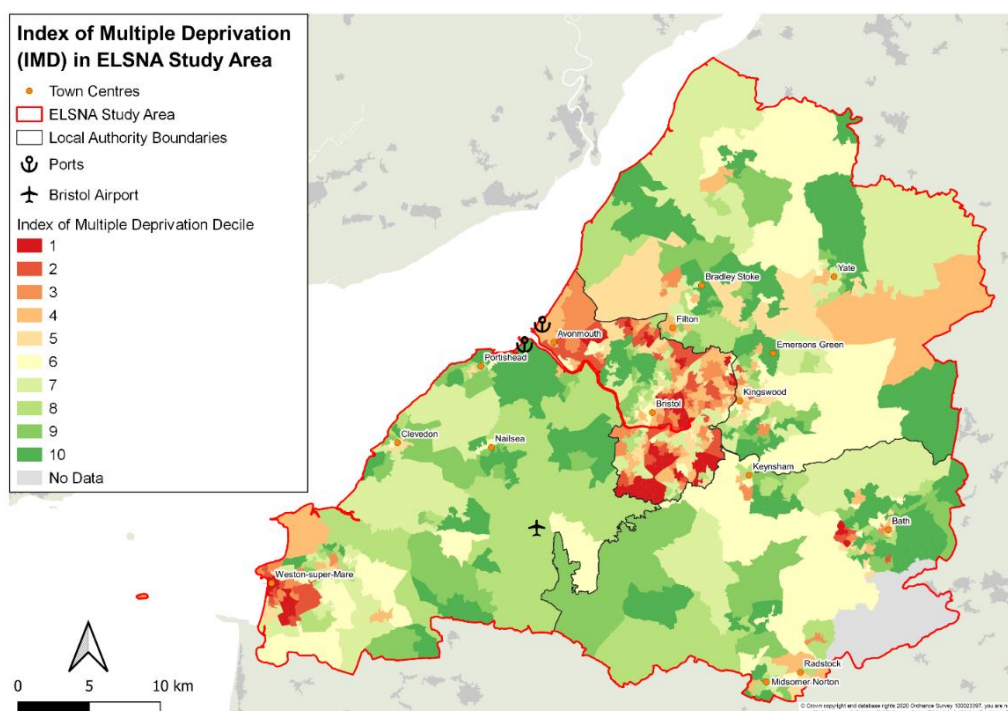 Index of Multiple Deprivation
(IMD) in ELSNA Study Area
Town Centres
ELSNA Study Area
Local Authority Boundaries
Ports
Bristol Airport
Index of Multiple Deprivation Decile
1
2
3
4
5
6
7
8
9
10
No Data
Bradley Stoke
Yate
Filton
Avonmouth
Emersons Green
Portishead
Kingswood
Bristol
Clevedon
Nailsea
Keynsham
Bath
Weston-super-Mare
Radstock
Midsomer Norton
0 5 10 km
© Crown copyright and database rights 2020 Ordnance Survey 100023397, you are